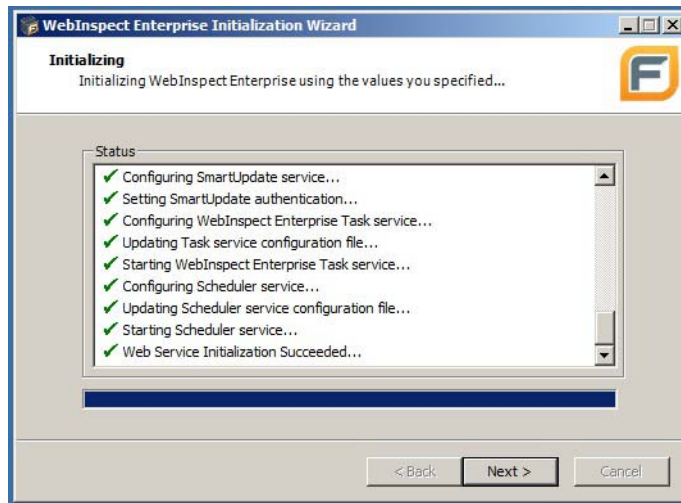 WebInspect Enterprise Initialization Wizard
Initializing
Initializing WebInspect Enterprise using the values you specified...
F
Status
Configuring SmartUpdate service...
Setting SmartUpdate authentication...
Configuring WebInspect Enterprise Task service...
Updating Task service configuration file...
Starting WebInspect Enterprise Task service...
Configuring Scheduler service...
Updating Scheduler service configuration file...
Starting Scheduler service...
Web Service Initialization Succeeded...
< Back Next > Cancel